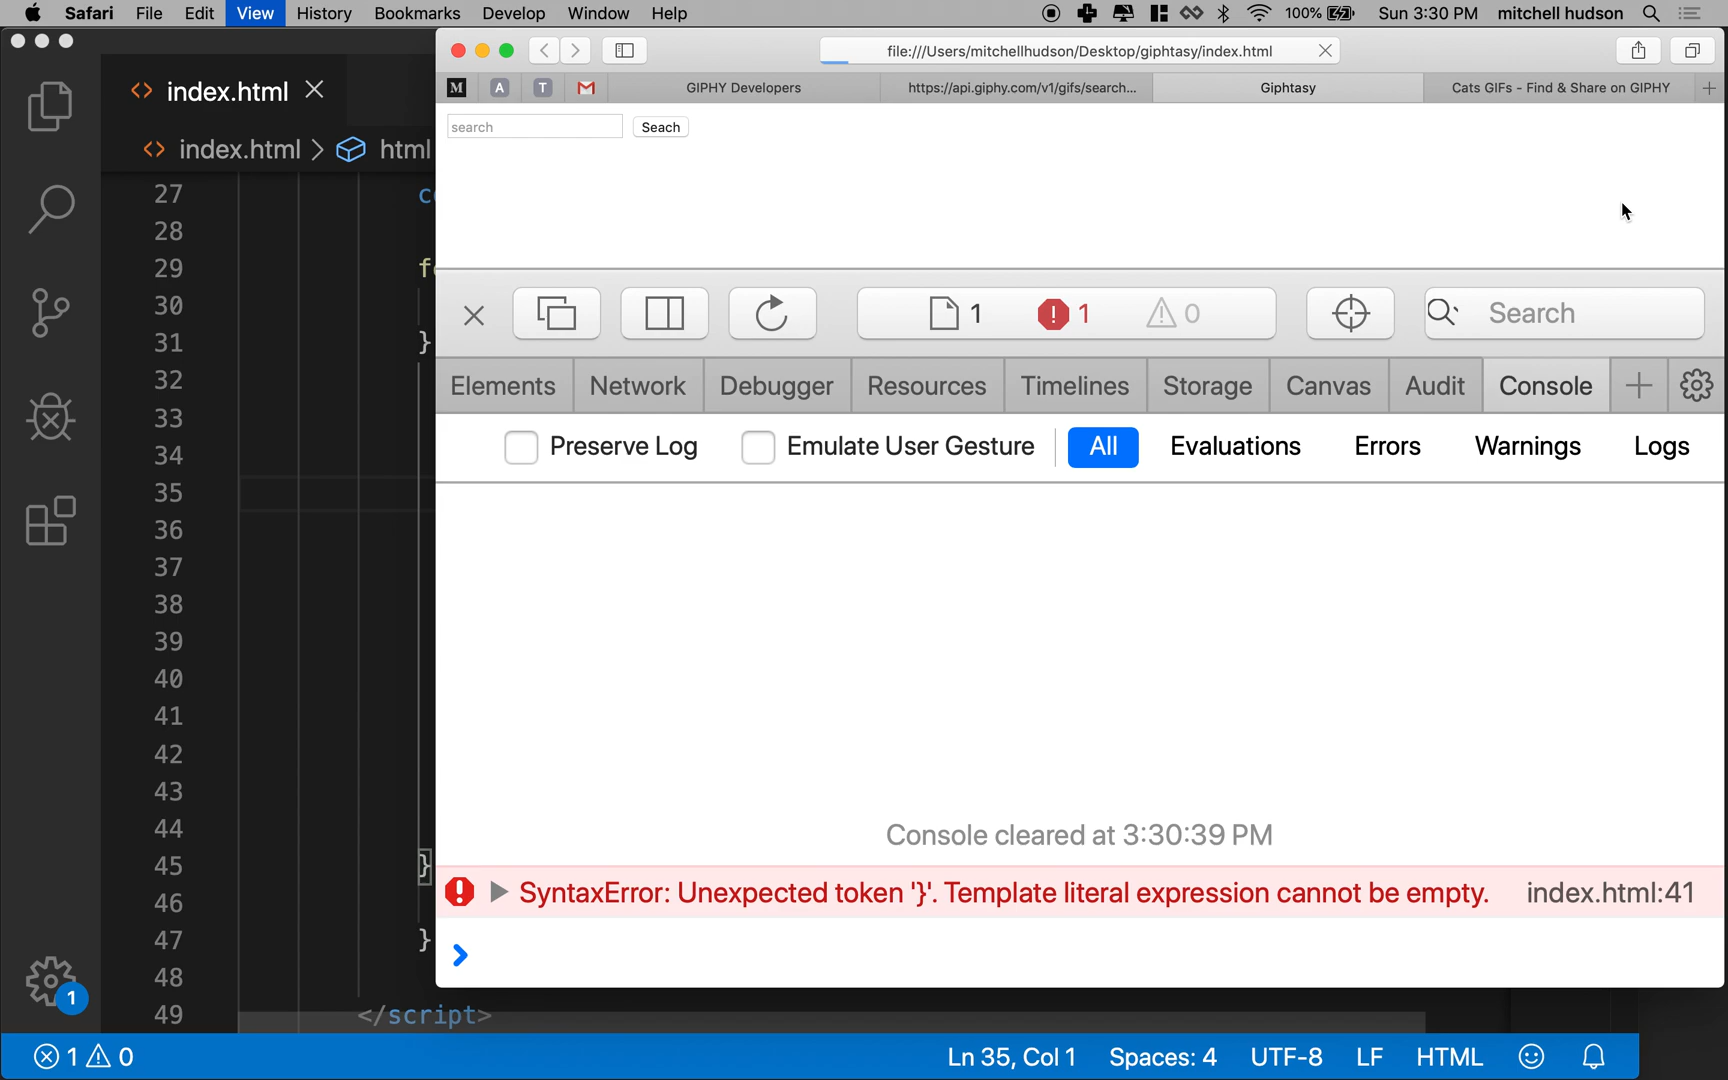 Safari File Edit View History Bookmarks Develop Window Help 100% Sun 3:30 PM mitchell hudson
file:///Users/mitchellhudson/Desktop/giphtasy/index.html
index.html
M A T GIPHY Developers https://api.giphy.com/v1/gifs/search... Giphtasy Cats GIFs - Find & Share on GIPHY
search Seach
index.html > html
27
28
29
30
31 }
32
33
34
35
36
37
38
39
40
41
42
43
44
45 }
46
47 }
48
49 </script>
1 1 0 Search
Elements Network Debugger Resources Timelines Storage Canvas Audit Console
Preserve Log Emulate User Gesture All Evaluations Errors Warnings Logs
Console cleared at 3:30:39 PM
SyntaxError: Unexpected token '}'. Template literal expression cannot be empty. index.html:41
1
1 0 Ln 35, Col 1 Spaces: 4 UTF-8 LF HTML